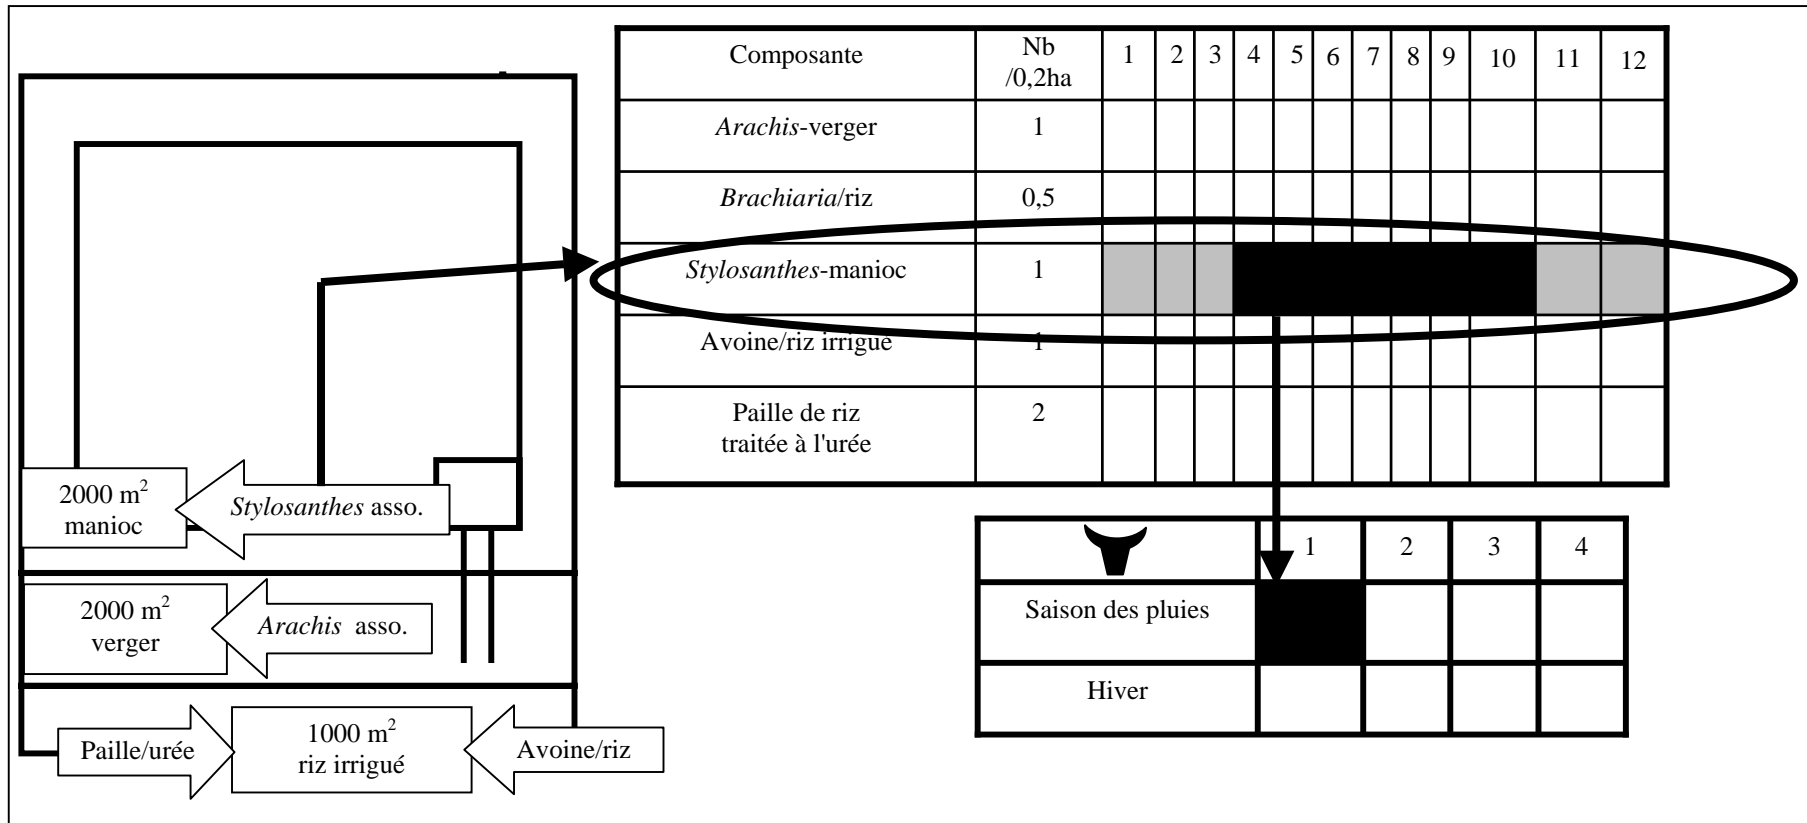 Composante Nb /0,2ha 1 2 3 4 5 6 7 8 9 10 11 12
Arachis-verger 1
Brachiaria/riz 0,5
Stylosanthes-manioc 1
Avoine/riz irrigué 1
Paille de riz traitée à l'urée 2
2000 m²
manioc
Stylosanthes asso.
2000 m²
verger
Arachis asso.
Paille/urée
1000 m²
riz irrigué
Avoine/riz
1 2 3 4
Saison des pluies
Hiver